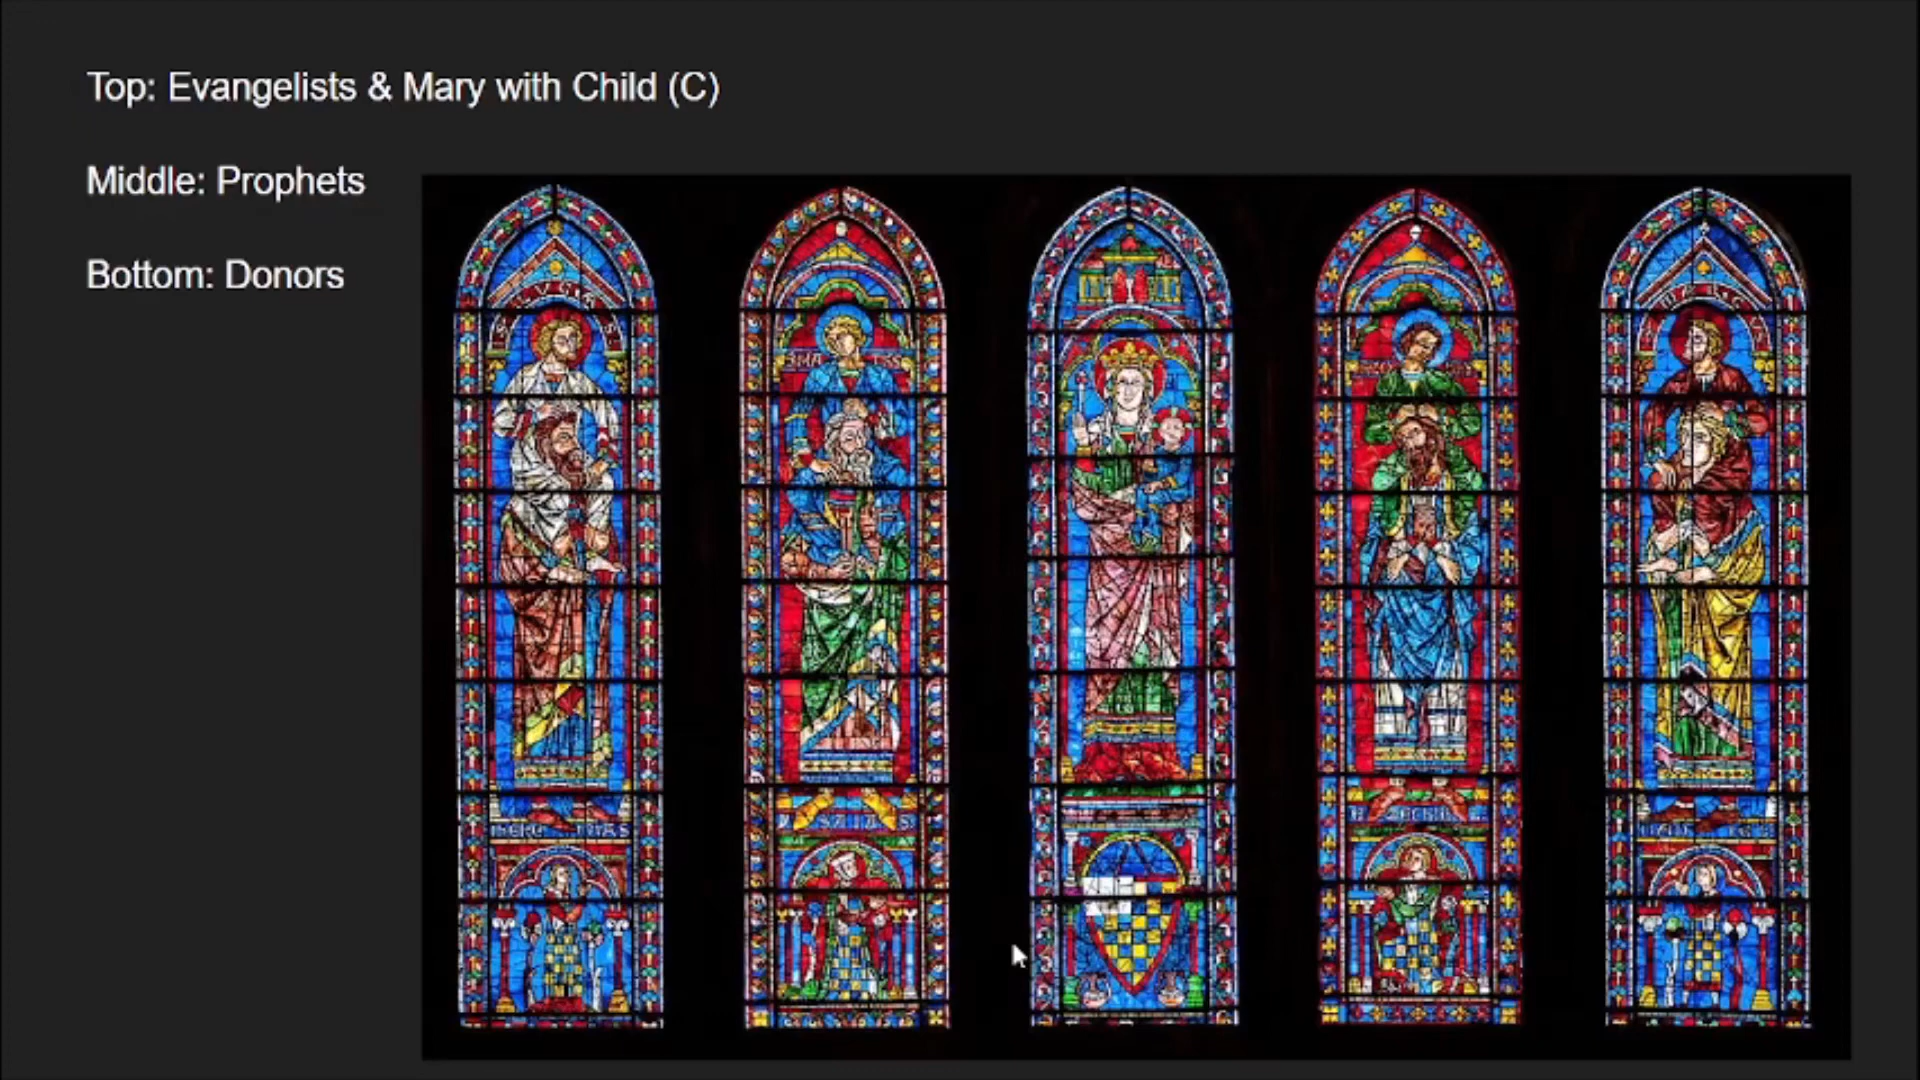 Top: Evangelists & Mary with Child (C)
Middle: Prophets
Bottom: Donors